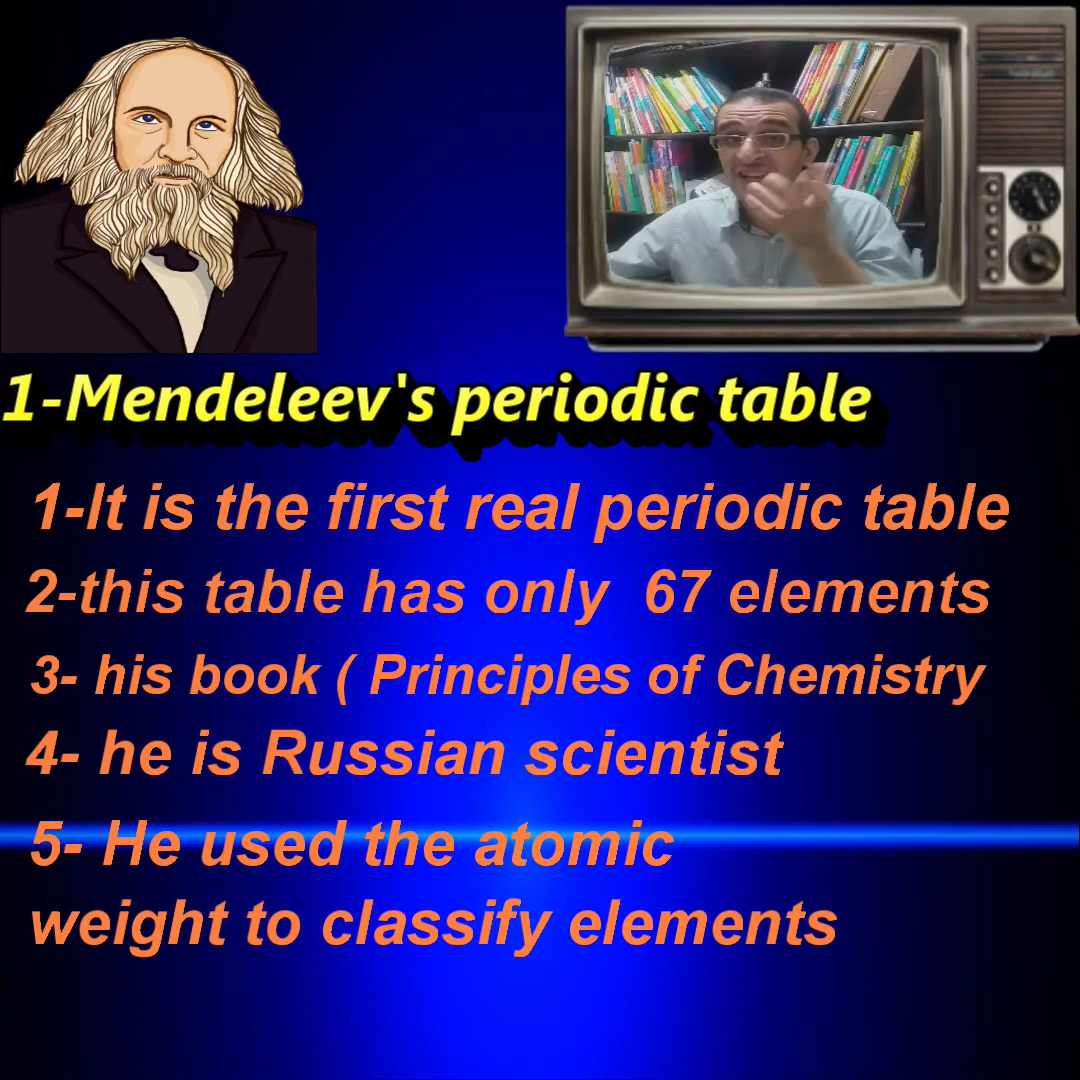 1-Mendeleev's periodic table
1-It is the first real periodic table
2-this table has only 67 elements
3- his book ( Principles of Chemistry
4- he is Russian scientist
5- He used the atomic
weight to classify elements